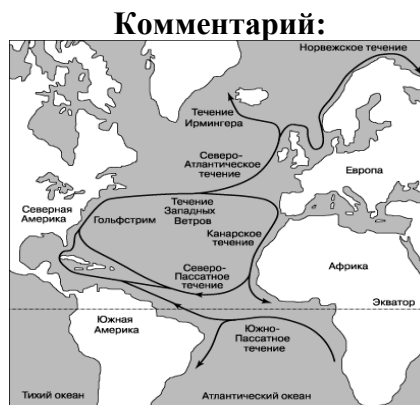 Комментарий:
Норвежское течение
Течение
Ирмингера
Северо-
Атлантическое
течение
Европа
Северная
Америка
Гольфстрим
Течение
Западных
Ветров
Канарское
течение
Северо-
Пассатное
течение
Африка
Экватор
Южная
Америка
Южно-
Пассатное
течение
Тихий океан
Атлантический океан